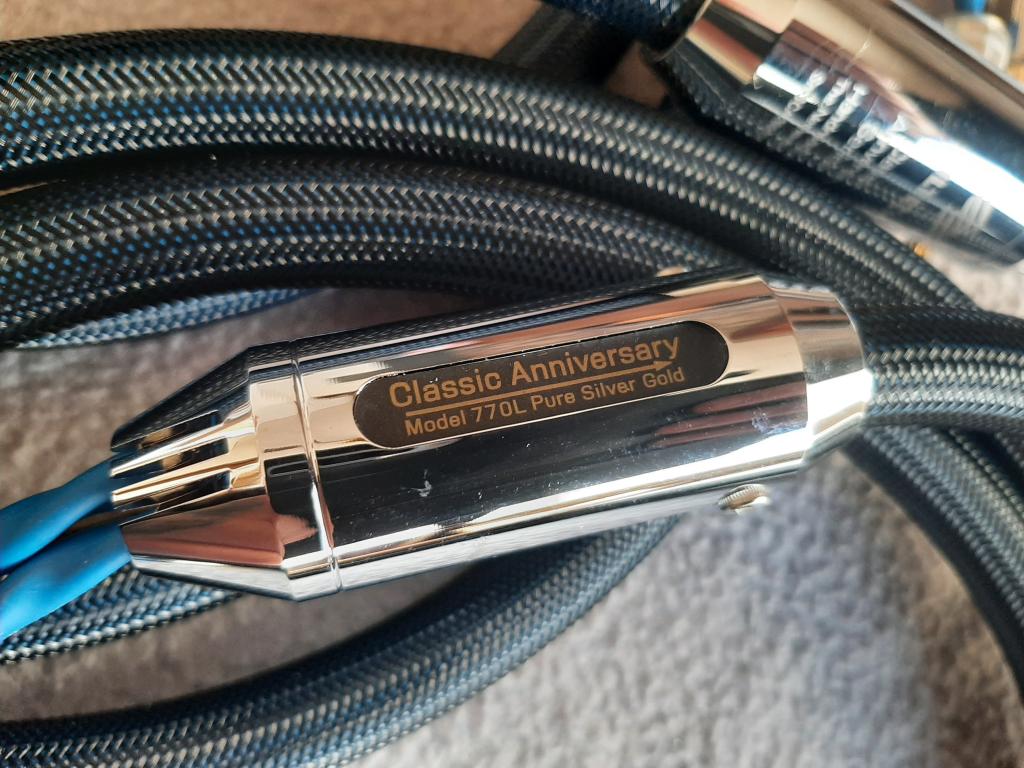 Classic Anniversary
Model 770L Pure Silver Gold